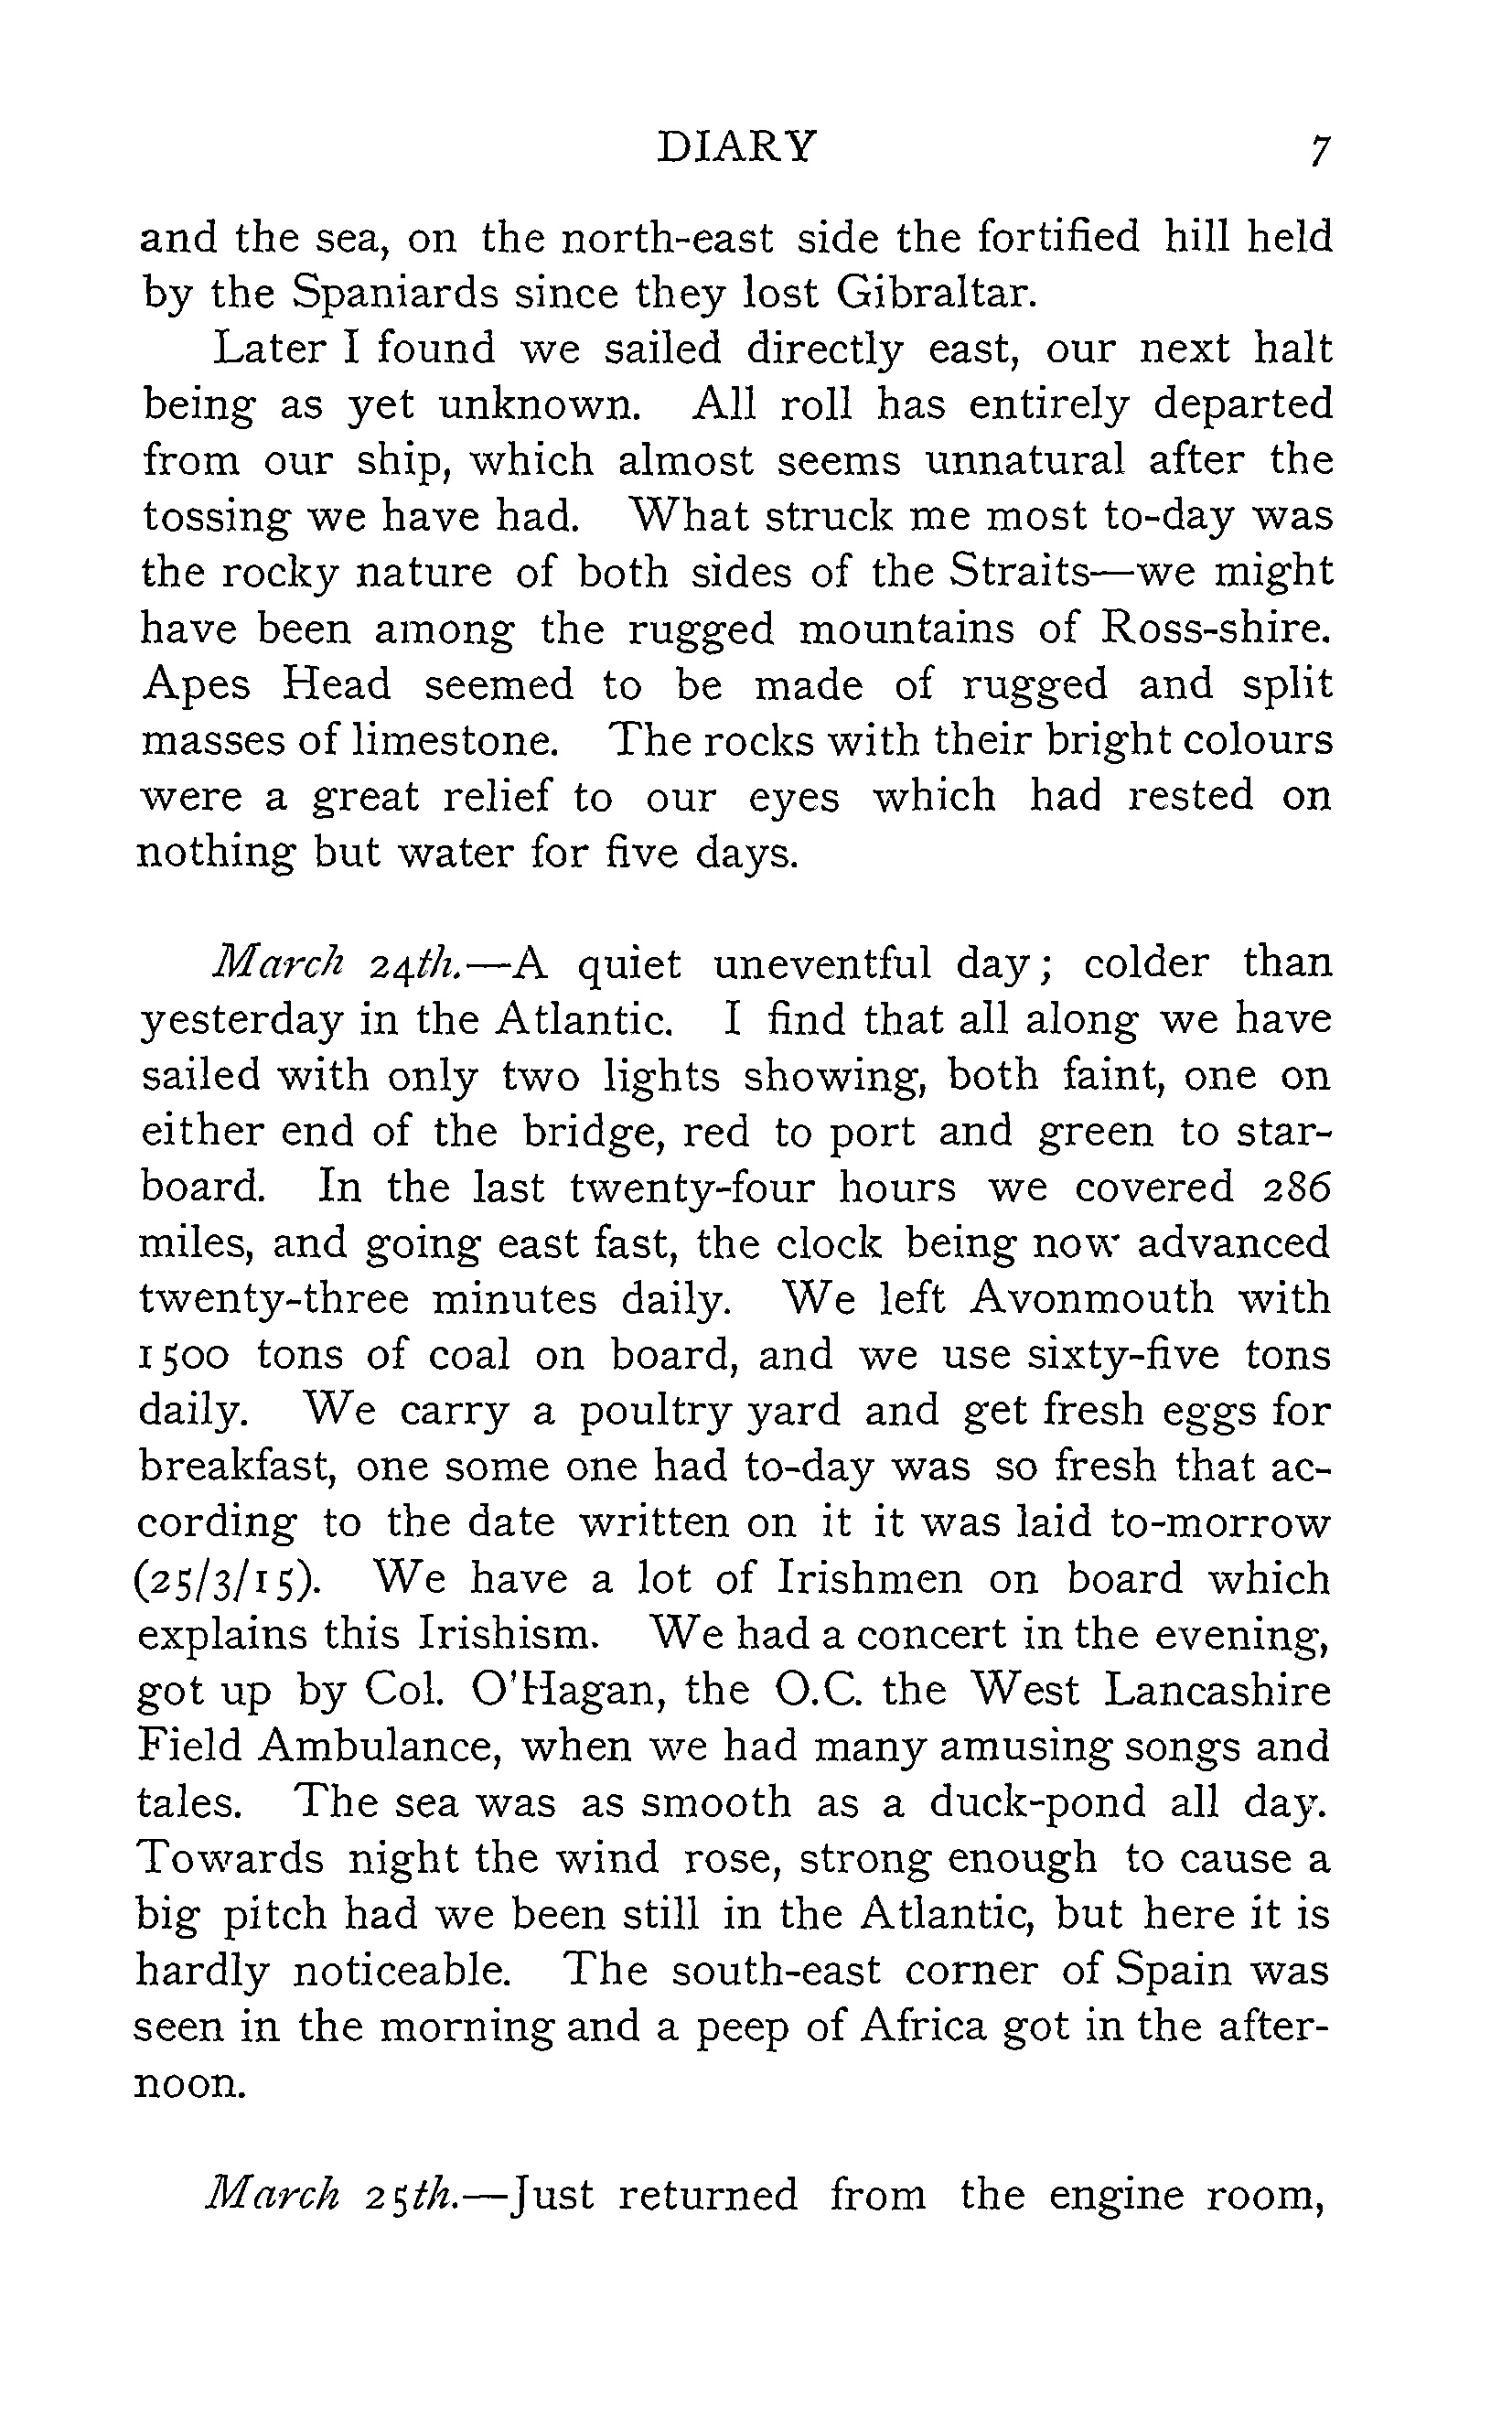 DIARY 7
and the sea, on the north-east side the fortified hill held
by the Spaniards since they lost Gibraltar.
Later I found we sailed directly east, our next halt
being as yet unknown. All roll has entirely departed
from our ship, which almost seems unnatural after the
tossing we have had. What struck me most to-day was
the rocky nature of both sides of the Straits—we might
have been among the rugged mountains of Ross-shire.
Apes Head seemed to be made of rugged and split
masses of limestone. The rocks with their bright colours
were a great relief to our eyes which had rested on
nothing but water for five days.
March 24th.—A quiet uneventful day; colder than
yesterday in the Atlantic. I find that all along we have
sailed with only two lights showing, both faint, one on
either end of the bridge, red to port and green to star-
board. In the last twenty-four hours we covered 286
miles, and going east fast, the clock being now advanced
twenty-three minutes daily. We left Avonmouth with
1500 tons of coal on board, and we use sixty-five tons
daily. We carry a poultry yard and get fresh eggs for
breakfast, one some one had to-day was so fresh that ac-
cording to the date written on it it was laid to-morrow
(25/3/15). We have a lot of Irishmen on board which
explains this Irishism. We had a concert in the evening,
got up by Col. O'Hagan, the O.C. the West Lancashire
Field Ambulance, when we had many amusing songs and
tales. The sea was as smooth as a duck-pond all day.
Towards night the wind rose, strong enough to cause a
big pitch had we been still in the Atlantic, but here it is
hardly noticeable. The south-east corner of Spain was
seen in the morning and a peep of Africa got in the after-
noon.
March 25th.—Just returned from the engine room,